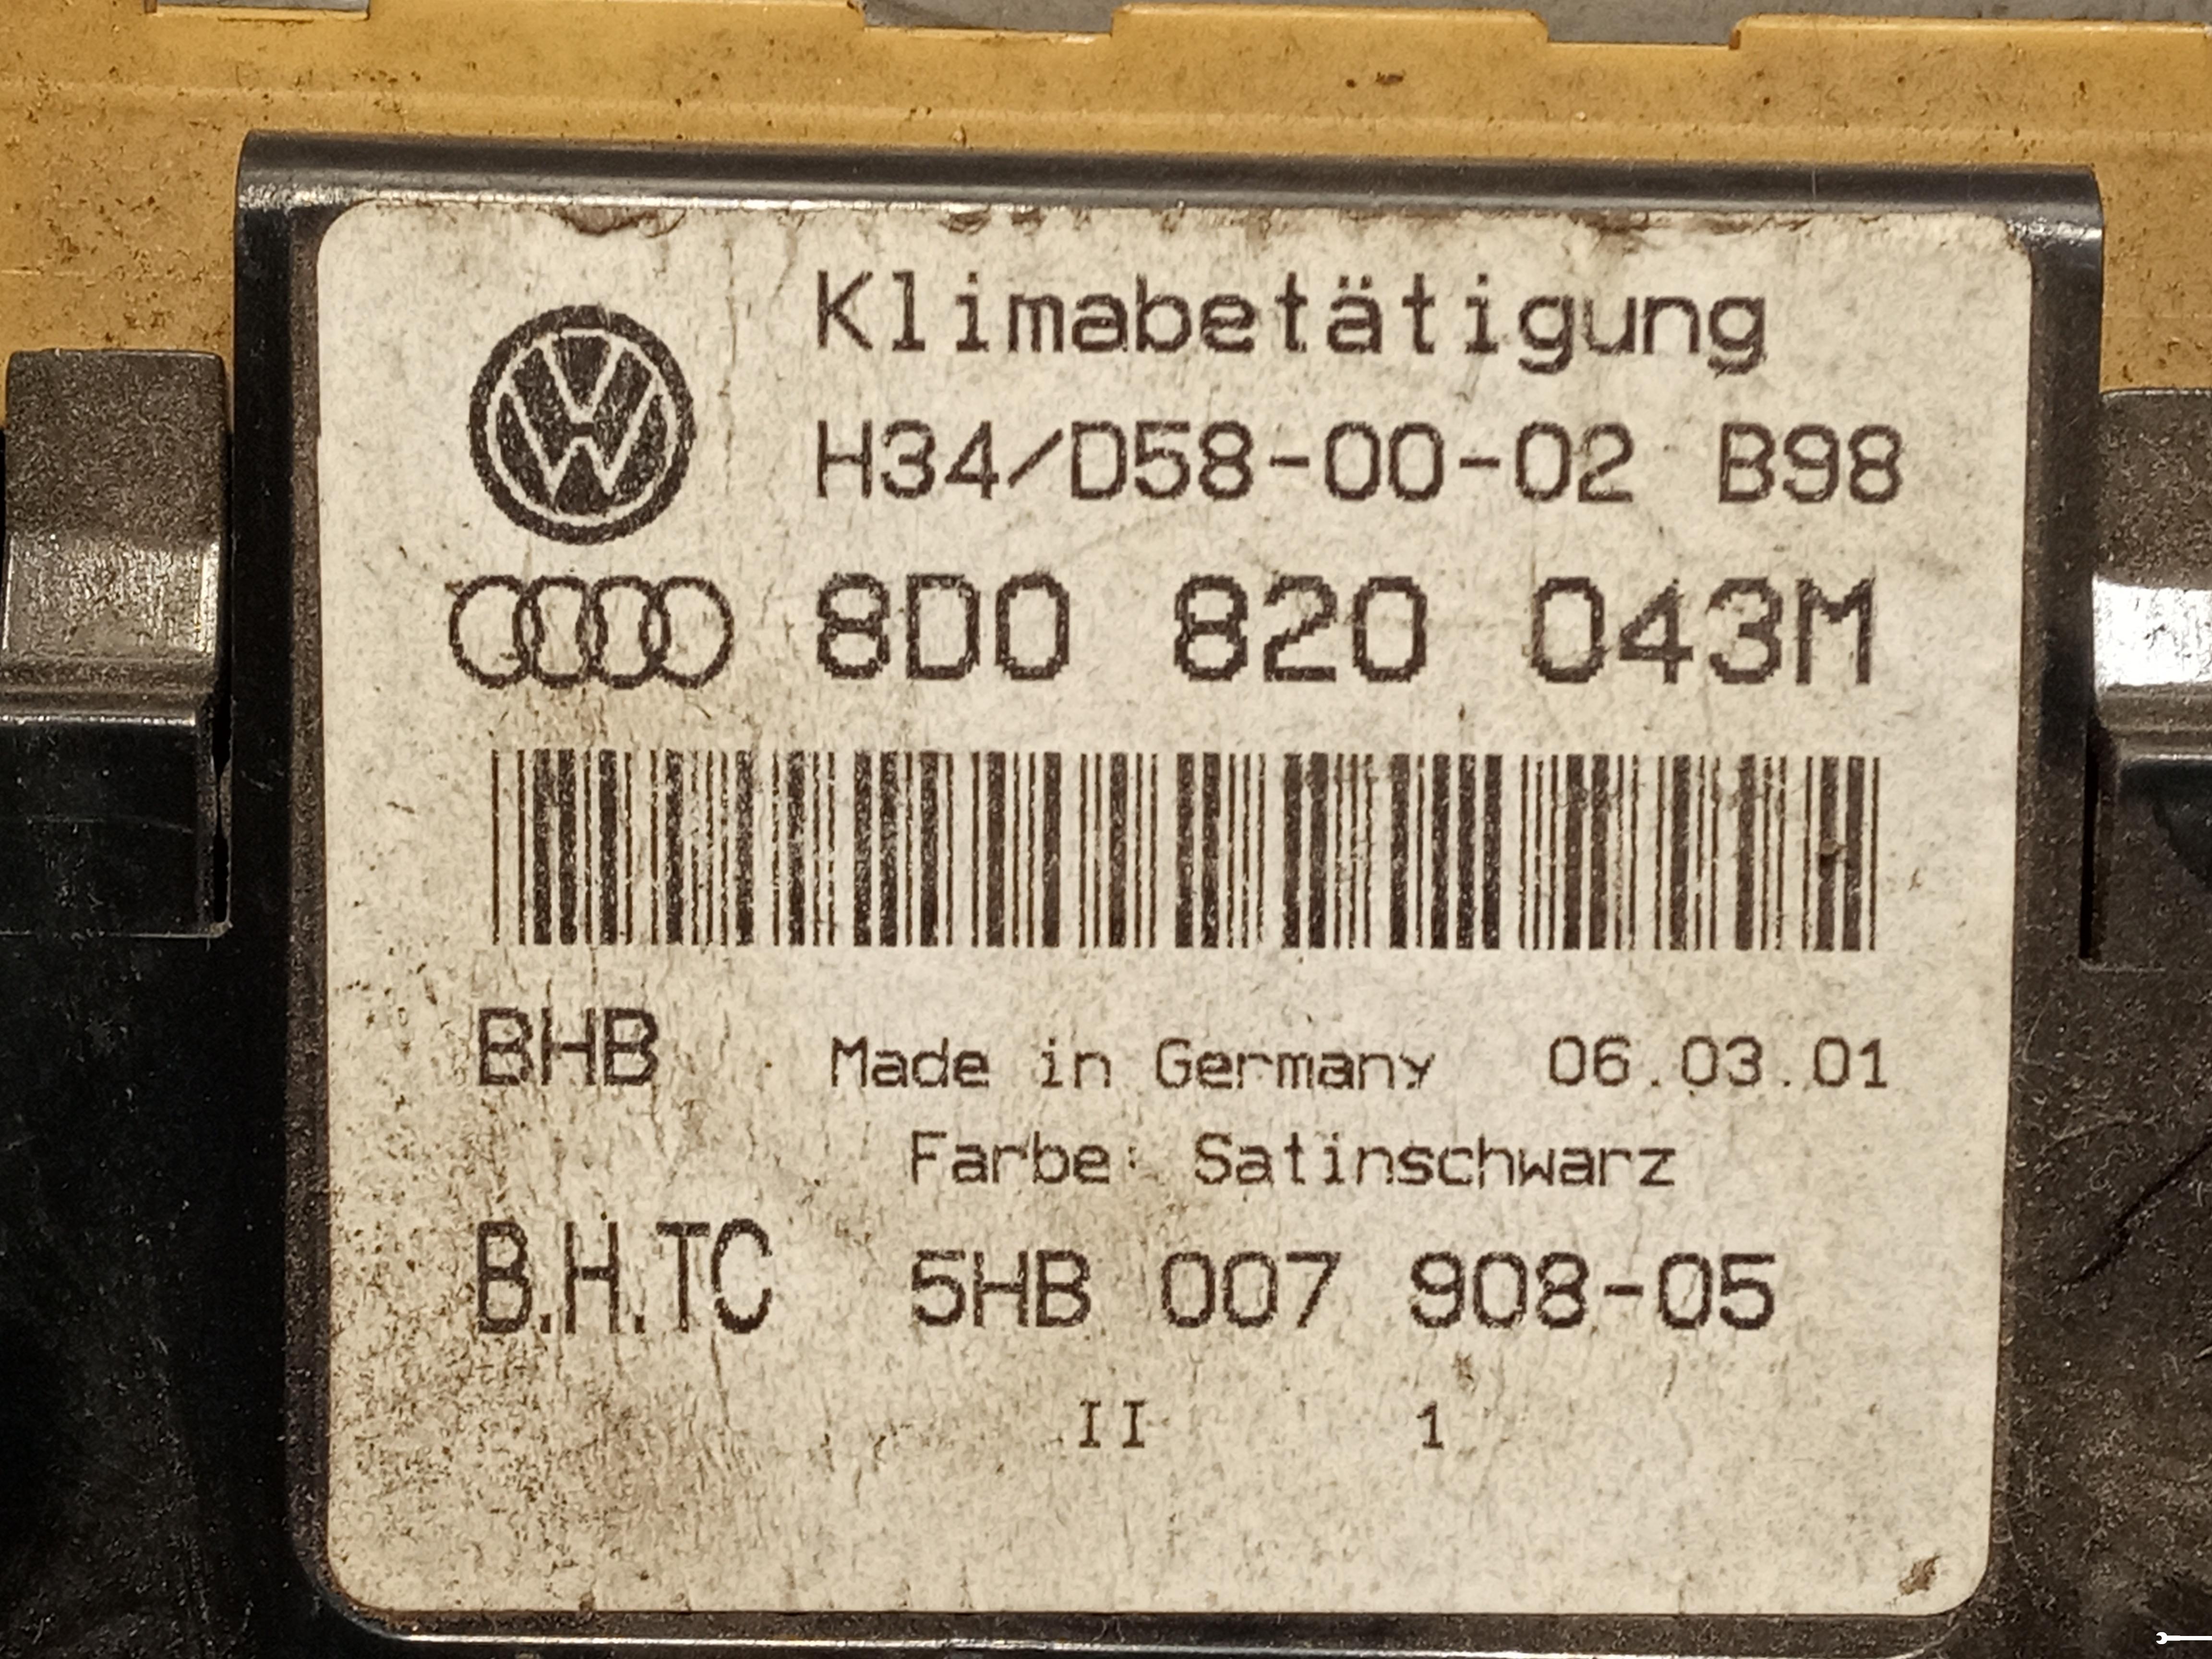 Klimabetätigung
H34/D58-00-02 B98
8D0 820 043M
BHB Made in Germany 06.03.01
Farbe: Satinschwarz
B.H.TC 5HB 007 908-05
II 1